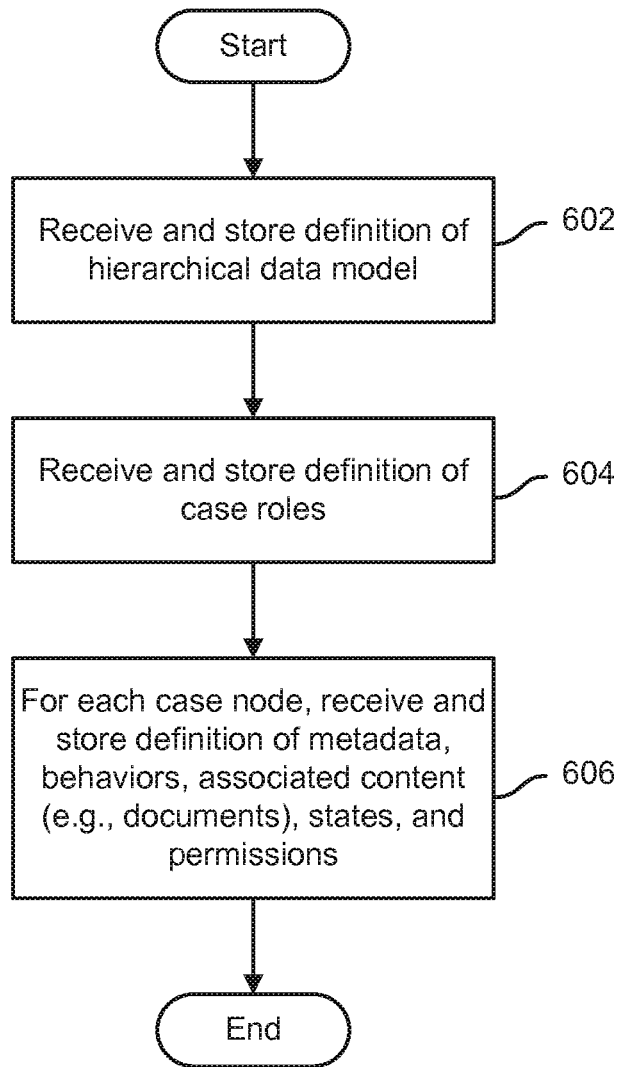 Start
Receive and store definition of
hierarchical data model
602
Receive and store definition of
case roles
604
For each case node, receive and
store definition of metadata,
behaviors, associated content
(e.g., documents), states, and
permissions
606
End